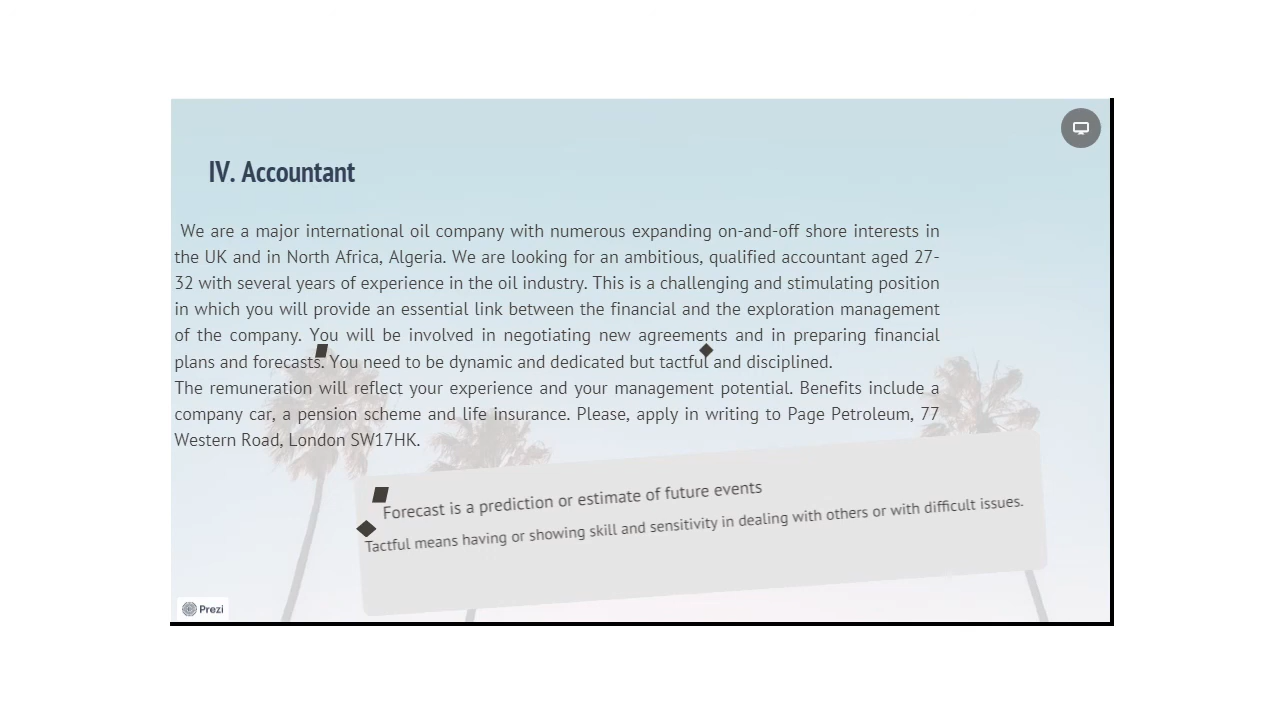 IV. Accountant
We are a major international oil company with numerous expanding on-and-off shore interests in
the UK and in North Africa, Algeria. We are looking for an ambitious, qualified accountant aged 27-
32 with several years of experience in the oil industry. This is a challenging and stimulating position
in which you will provide an essential link between the financial and the exploration management
of the company. You will be involved in negotiating new agreements and in preparing financial
plans and forecasts. You need to be dynamic and dedicated but tactful and disciplined.
The remuneration will reflect your experience and your management potential. Benefits include a
company car, a pension scheme and life insurance. Please, apply in writing to Page Petroleum, 77
Western Road, London SW17HK.
Forecast is a prediction or estimate of future events
Tactful means having or showing skill and sensitivity in dealing with others or with difficult issues.
Prezi